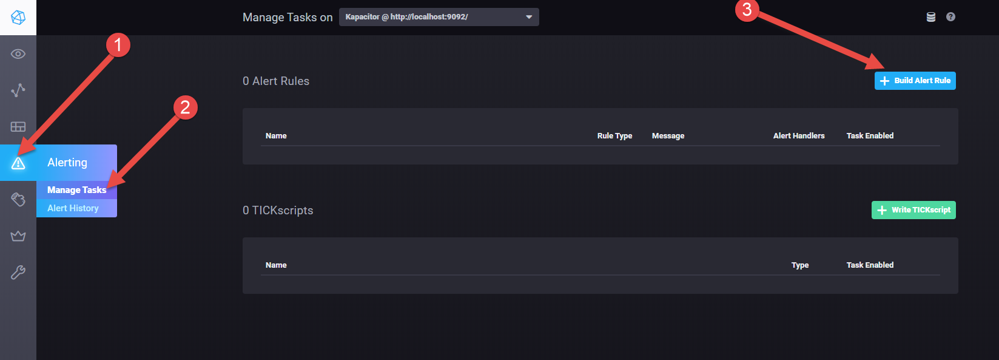 Manage Tasks on Kapacitor @ http://localhost:9092/
3
?
1
0 Alert Rules
+ Build Alert Rule
2
Name Rule Type Message Alert Handlers Task Enabled
Alerting
Manage Tasks
Alert History
0 TICKscripts
+ Write TICKscript
Name Type Task Enabled